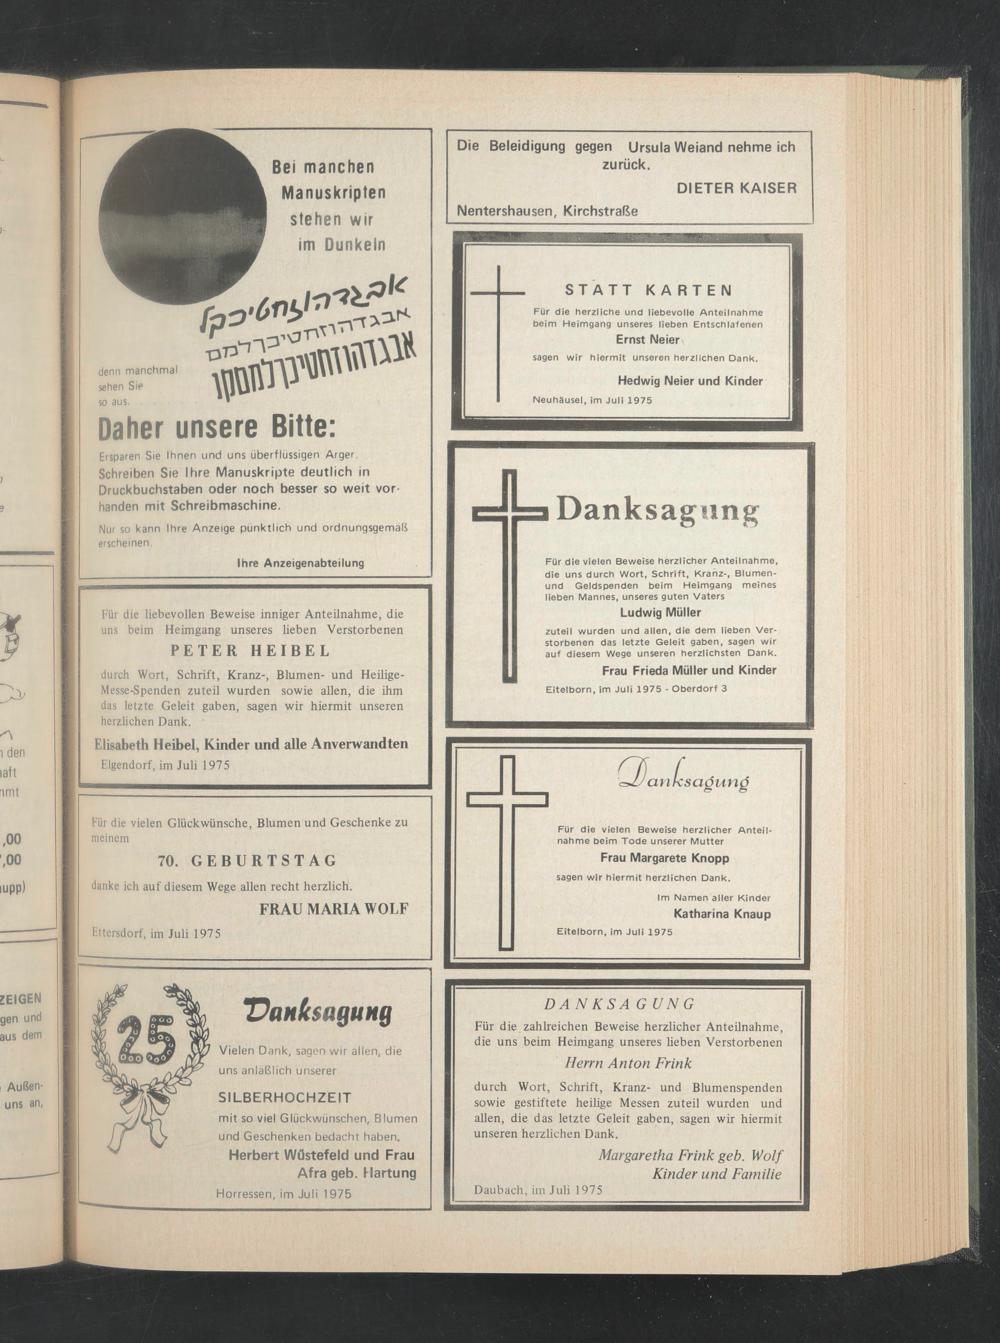 Bei manchen
Manuskripten
stehen wir
im Dunkeln
אבגדהוזחטיכךל
אבגדהוזחטיכךלמם
אבגדהוזחטיכךלמםסקן
denn manchmal
sehen Sie
so aus.
Daher unsere Bitte:
Ersparen Sie Ihnen und uns überflüssigen Arger.
Schreiben Sie Ihre Manuskripte deutlich in
Druckbuchstaben oder noch besser so weit vor-
handen mit Schreibmaschine.
Nur so kann Ihre Anzeige pünktlich und ordnungsgemäß
erscheinen.
Ihre Anzeigenabteilung
Für die liebevollen Beweise inniger Anteilnahme, die
uns beim Heimgang unseres lieben Verstorbenen
PETER HEIBEL
durch Wort, Schrift, Kranz-, Blumen- und Heilige-
Messe-Spenden zuteil wurden sowie allen, die ihm
das letzte Geleit gaben, sagen wir hiermit unseren
herzlichen Dank.
Elisabeth Heibel, Kinder und alle Anverwandten
Elgendorf, im Juli 1975
Für die vielen Glückwünsche, Blumen und Geschenke zu
meinem
70. GEBURTSTAG
danke ich auf diesem Wege allen recht herzlich.
FRAU MARIA WOLF
Ettersdorf, im Juli 1975
25
Danksagung
Vielen Dank, sagen wir allen, die
uns anläßlich unserer
SILBERHOCHZEIT
mit so viel Glückwünschen, Blumen
und Geschenken bedacht haben.
Herbert Wüstefeld und Frau
Afra geb. Hartung
Horressen, im Juli 1975
Die Beleidigung gegen Ursula Weiand nehme ich
zurück.
DIETER KAISER
Nentershausen, Kirchstraße
STATT KARTEN
Für die herzliche und liebevolle Anteilnahme
beim Heimgang unseres lieben Entschlafenen
Ernst Neier
sagen wir hiermit unseren herzlichen Dank.
Hedwig Neier und Kinder
Neuhäusel, im Juli 1975
Danksagung
Für die vielen Beweise herzlicher Anteilnahme,
die uns durch Wort, Schrift, Kranz-, Blumen-
und Geldspenden beim Heimgang meines
lieben Mannes, unseres guten Vaters
Ludwig Müller
zuteil wurden und allen, die dem lieben Ver-
storbenen das letzte Geleit gaben, sagen wir
auf diesem Wege unseren herzlichsten Dank.
Frau Frieda Müller und Kinder
Eitelborn, im Juli 1975 - Oberdorf 3
Danksagung
Für die vielen Beweise herzlicher Anteil-
nahme beim Tode unserer Mutter
Frau Margarete Knopp
sagen wir hiermit herzlichen Dank.
Im Namen aller Kinder
Katharina Knaup
Eitelborn, im Juli 1975
DANKSAGUNG
Für die zahlreichen Beweise herzlicher Anteilnahme,
die uns beim Heimgang unseres lieben Verstorbenen
Herrn Anton Frink
durch Wort, Schrift, Kranz- und Blumenspenden
sowie gestiftete heilige Messen zuteil wurden und
allen, die das letzte Geleit gaben, sagen wir hiermit
unseren herzlichen Dank.
Margaretha Frink geb. Wolf
Kinder und Familie
Daubach, im Juli 1975
den
,00
,00
ZEIGEN
gen und
aus dem
Außen-
uns an,